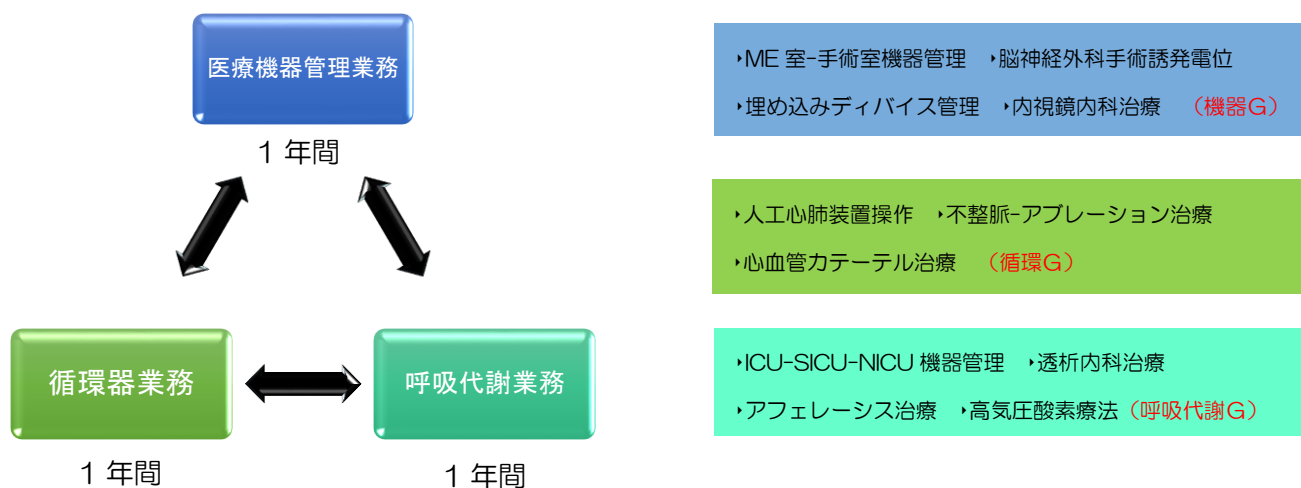 医療機器管理業務
1 年間
循環器業務
1 年間
呼吸代謝業務
1 年間
‣ME 室-手術室機器管理 ‣脳神経外科手術誘発電位
‣埋め込みディバイス管理 ‣内視鏡内科治療 （機器G）
‣人工心肺装置操作 ‣不整脈-アブレーション治療
‣心血管カテーテル治療 （循環G）
‣ICU-SICU-NICU 機器管理 ‣透析内科治療
‣アフェレーシス治療 ‣高気圧酸素療法（呼吸代謝G）